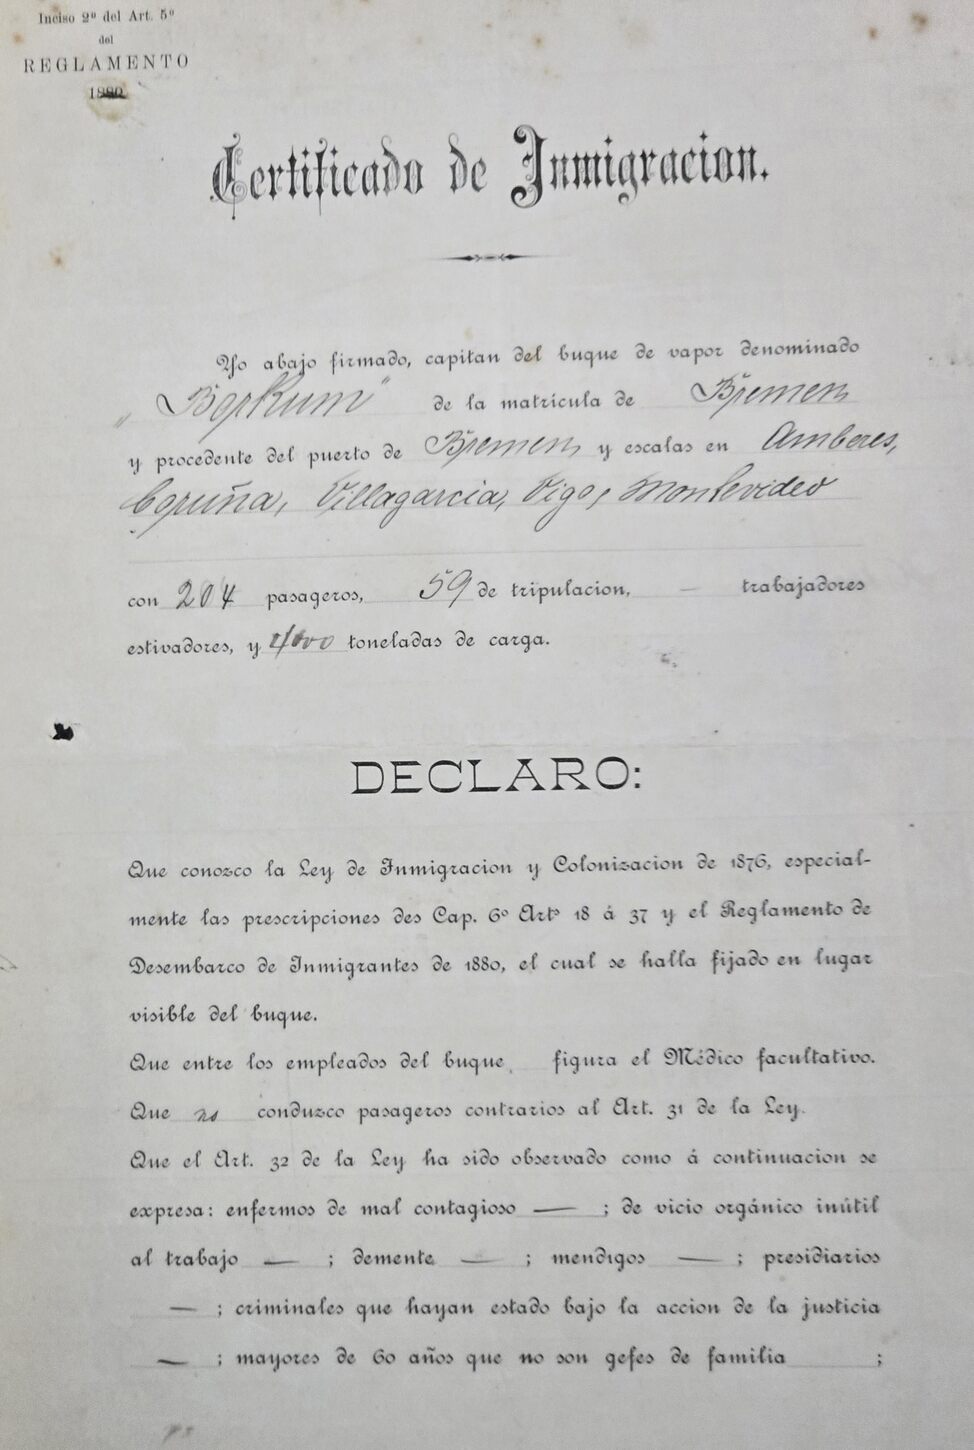 Inciso 2º del Art. 5º
del
REGLAMENTO
1880
Certificado de Inmigracion.
Yo abajo firmado, capitan del buque de vapor denominado
„Borkum" de la matrícula de Bremen
y procedente del puerto de Bremen y escalas en Amberes,
Coruña, Villagarcia, Vigo, Montevideo
con 204 pasageros, 59 de tripulacion, — trabajadores
estivadores, y 400 toneladas de carga.
DECLARO:
Que conozco la Ley de Inmigracion y Colonizacion de 1876, especial-
mente las prescripciones des Cap. 6º Artº 18 á 37 y el Reglamento de
Desembarco de Inmigrantes de 1880, el cual se halla fijado en lugar
visible del buque.
Que entre los empleados del buque figura el Médico facultativo.
Que no conduzco pasageros contrarios al Art. 31 de la Ley.
Que el Art. 32 de la Ley ha sido observado como á continuacion se
expresa: enfermos de mal contagioso — ; de vicio orgánico inútil
al trabajo — ; demente — ; mendigos — ; presidiarios
— ; criminales que hayan estado bajo la accion de la justicia
— ; mayores de 60 años que no son gefes de familia ;